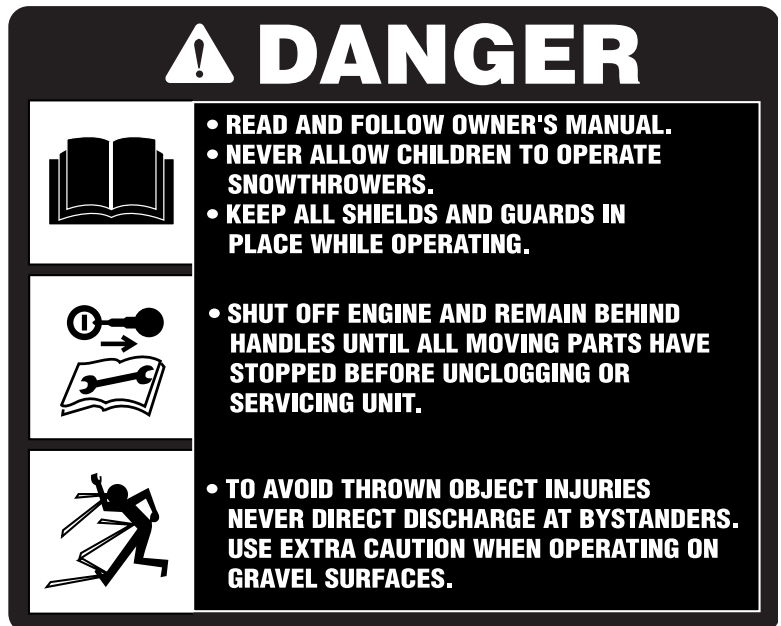 DANGER
• READ AND FOLLOW OWNER'S MANUAL.
• NEVER ALLOW CHILDREN TO OPERATE
SNOWTHROWERS.
• KEEP ALL SHIELDS AND GUARDS IN
PLACE WHILE OPERATING.
• SHUT OFF ENGINE AND REMAIN BEHIND
HANDLES UNTIL ALL MOVING PARTS HAVE
STOPPED BEFORE UNCLOGGING OR
SERVICING UNIT.
• TO AVOID THROWN OBJECT INJURIES
NEVER DIRECT DISCHARGE AT BYSTANDERS.
USE EXTRA CAUTION WHEN OPERATING ON
GRAVEL SURFACES.